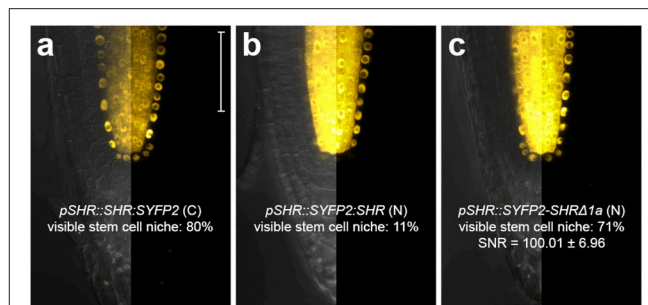 a
b
c
pSHR::SHR:SYFP2 (C)
visible stem cell niche: 80%
pSHR::SYFP2:SHR (N)
visible stem cell niche: 11%
pSHR::SYFP2-SHRΔ1a (N)
visible stem cell niche: 71%
SNR = 100.01 ± 6.96